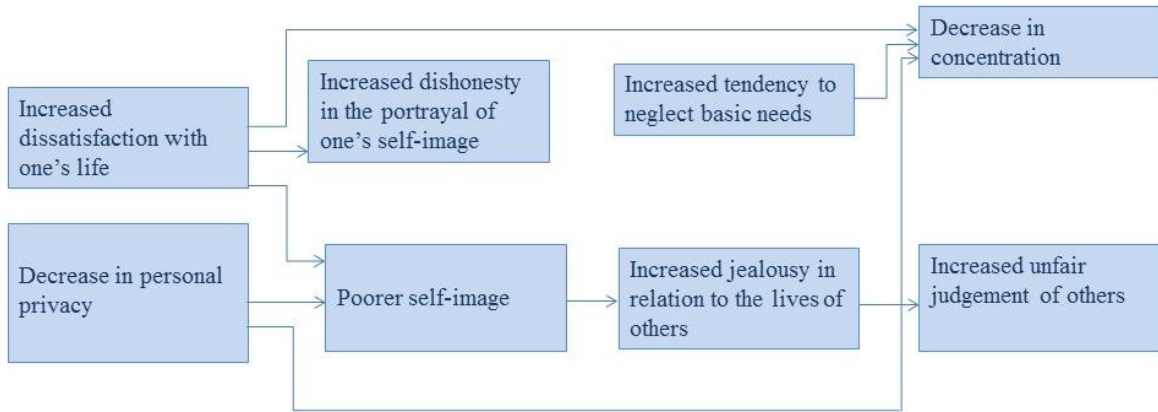 Decrease in
concentration
Increased dishonesty
in the portrayal of
one's self-image
Increased tendency to
neglect basic needs
Increased
dissatisfaction with
one's life
Decrease in personal
privacy
Poorer self-image
Increased jealousy in
relation to the lives of
others
Increased unfair
judgement of others